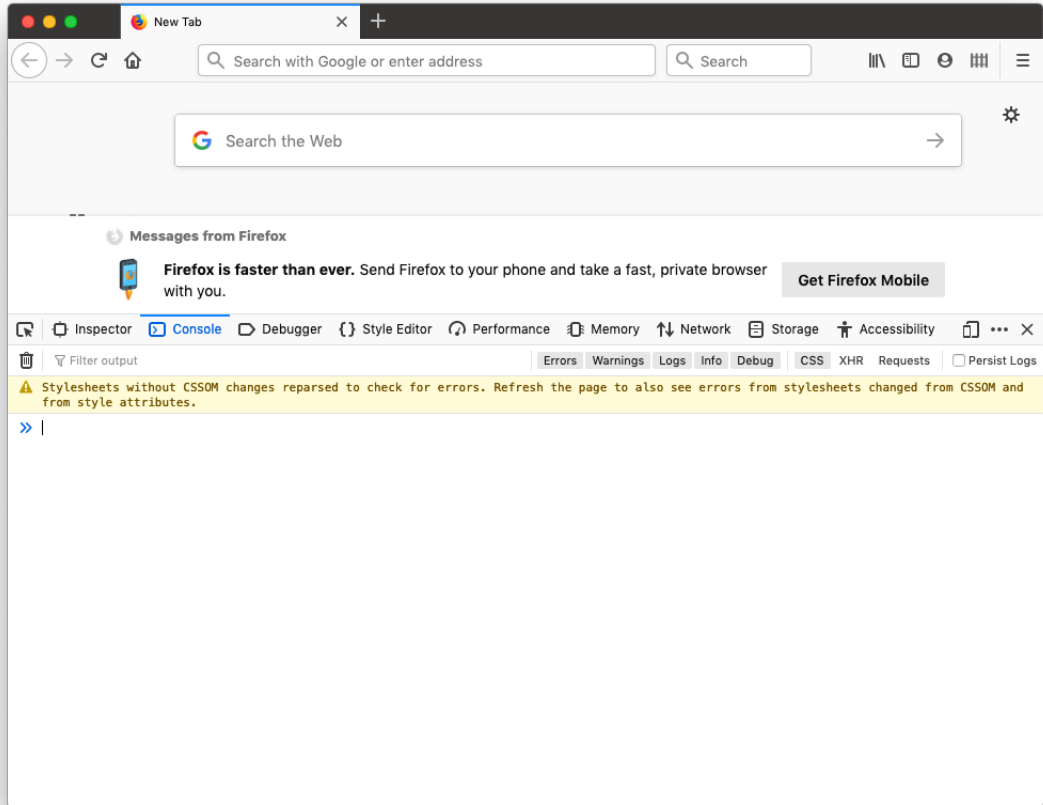 New Tab
Search with Google or enter address
Search
Search the Web
Messages from Firefox
Firefox is faster than ever. Send Firefox to your phone and take a fast, private browser
with you.
Get Firefox Mobile
Inspector Console Debugger Style Editor Performance Memory Network Storage Accessibility
Filter output Errors Warnings Logs Info Debug CSS XHR Requests Persist Logs
Stylesheets without CSSOM changes reparsed to check for errors. Refresh the page to also see errors from stylesheets changed from CSSOM and
from style attributes.